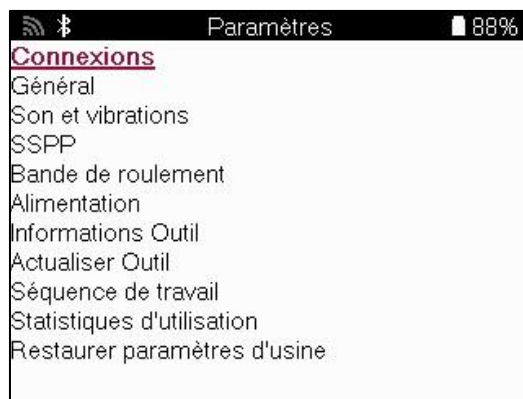 Paramètres 88%
Connexions
Général
Son et vibrations
SSPP
Bande de roulement
Alimentation
Informations Outil
Actualiser Outil
Séquence de travail
Statistiques d'utilisation
Restaurer paramètres d'usine